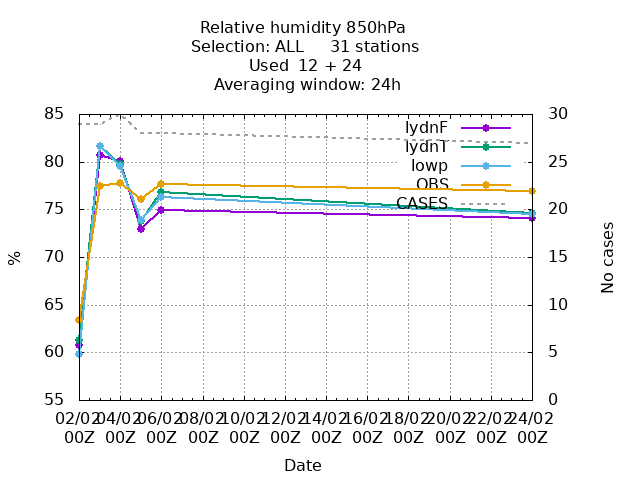 Relative humidity 850hPa
Selection: ALL 31 stations
Used 12 + 24
Averaging window: 24h
85 30
80 25
75 20
70 15
65 10
60 5
55 0
lydnF
lydnT
lowp
OBS
CASES
%
No cases
02/02 04/02 06/02 08/02 10/02 12/02 14/02 16/02 18/02 20/02 22/02 24/02
00Z 00Z 00Z 00Z 00Z 00Z 00Z 00Z 00Z 00Z 00Z 00Z
Date